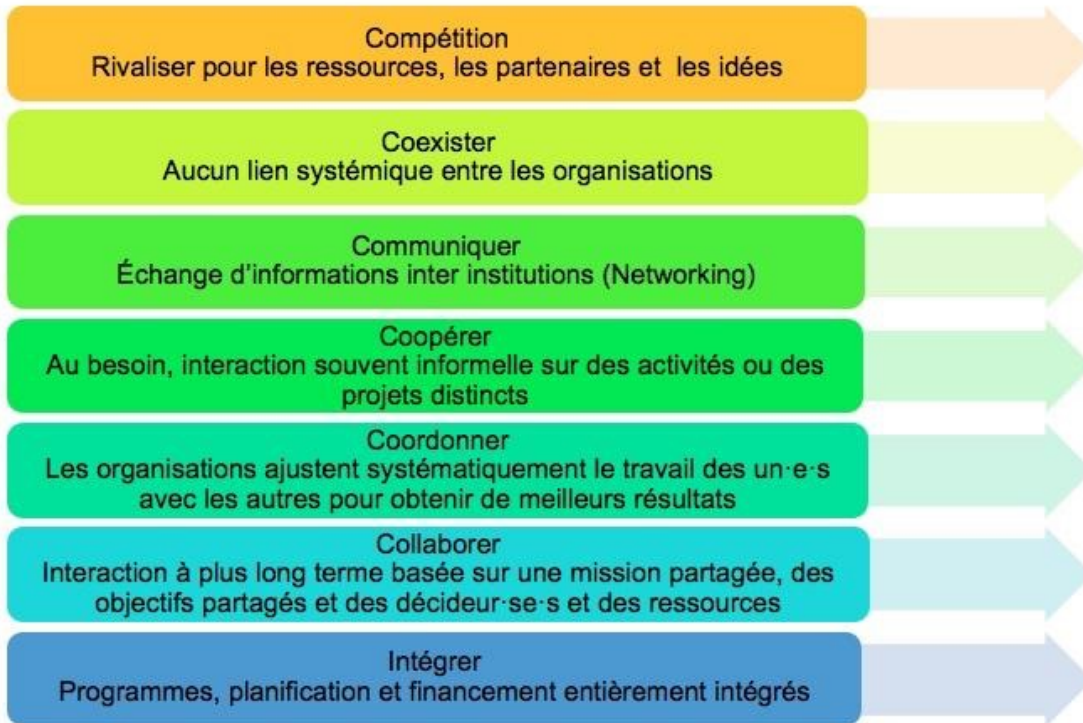 Compétition
Rivaliser pour les ressources, les partenaires et les idées
Coexister
Aucun lien systémique entre les organisations
Communiquer
Échange d'informations inter institutions (Networking)
Coopérer
Au besoin, interaction souvent informelle sur des activités ou des
projets distincts
Coordonner
Les organisations ajustent systématiquement le travail des un·e·s
avec les autres pour obtenir de meilleurs résultats
Collaborer
Interaction à plus long terme basée sur une mission partagée, des
objectifs partagés et des décideur·se·s et des ressources
Intégrer
Programmes, planification et financement entièrement intégrés